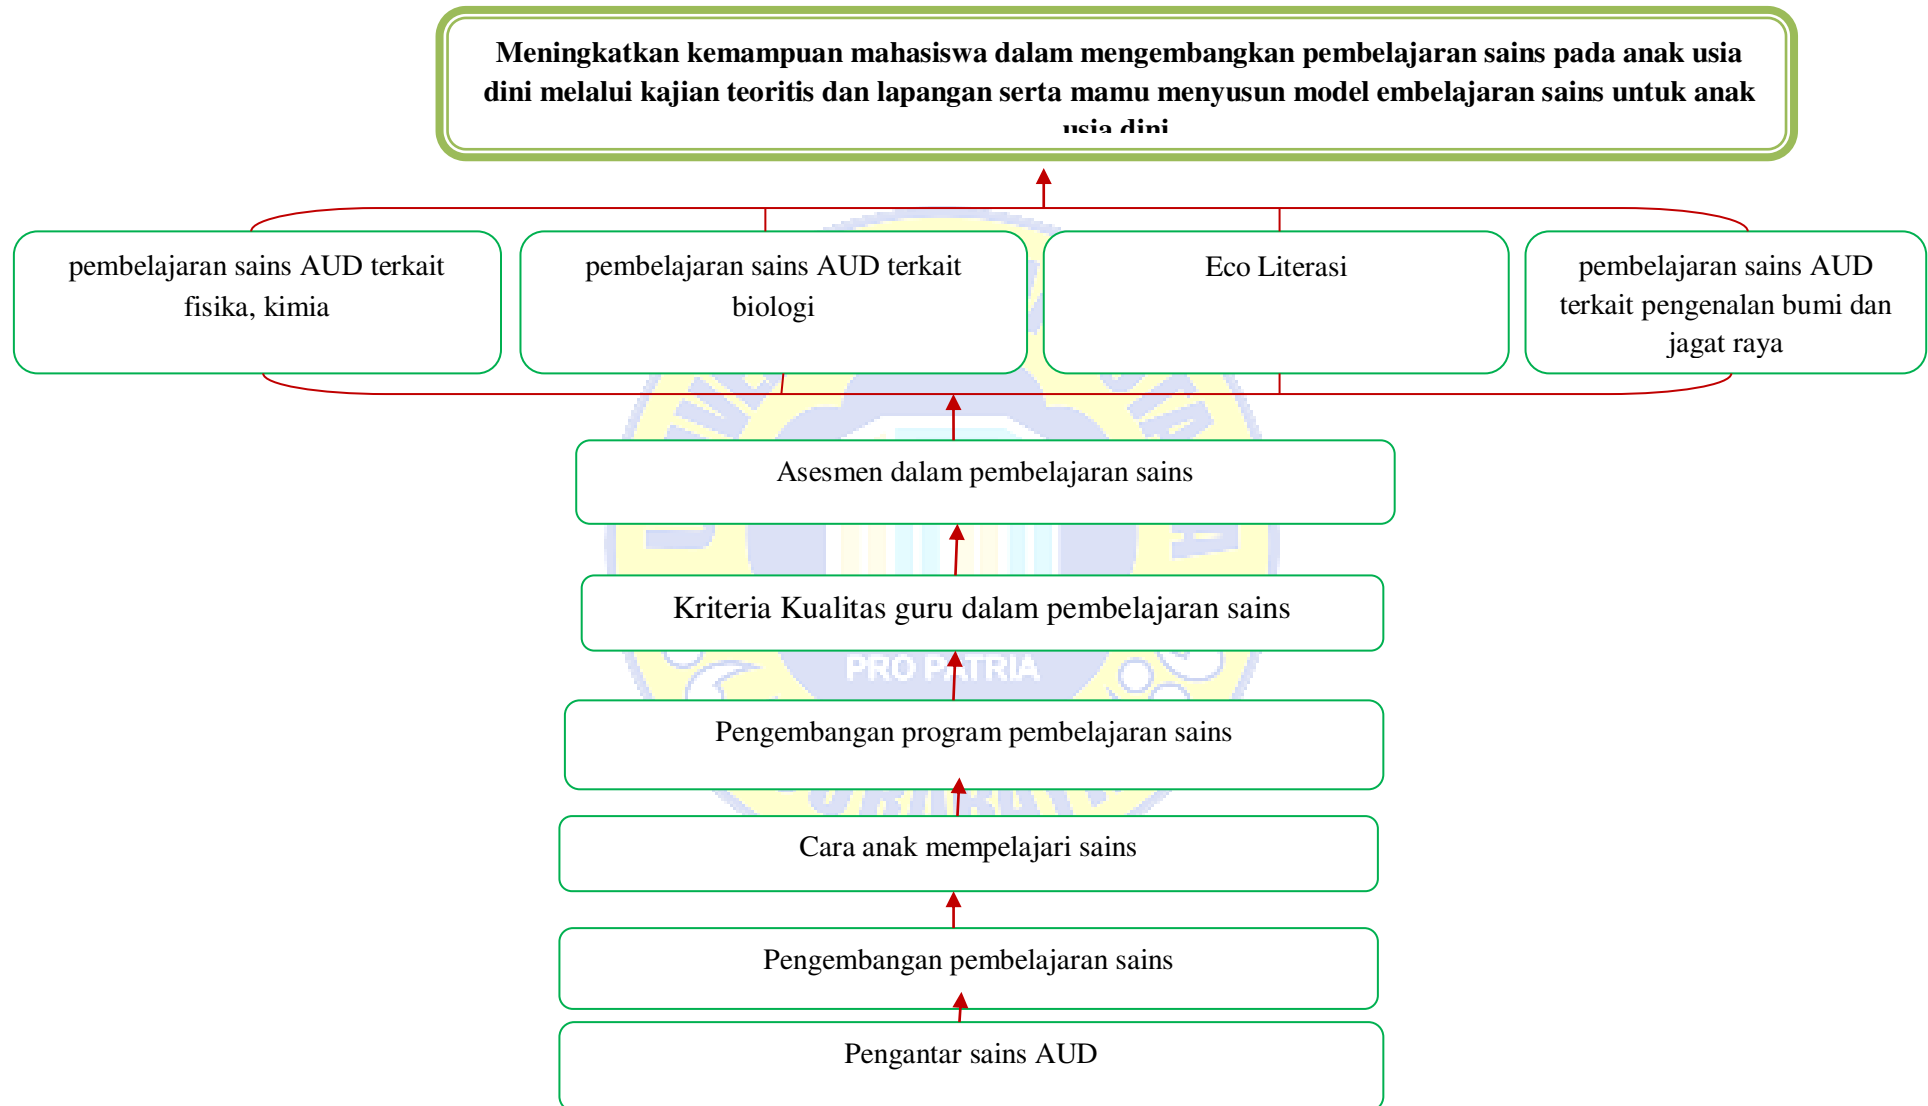 Meningkatkan kemampuan mahasiswa dalam mengembangkan pembelajaran sains pada anak usia
dini melalui kajian teoritis dan lapangan serta mamu menyusun model embelajaran sains untuk anak
usia dini
pembelajaran sains AUD terkait
fisika, kimia
pembelajaran sains AUD terkait
biologi
Eco Literasi
pembelajaran sains AUD
terkait pengenalan bumi dan
jagat raya
Asesmen dalam pembelajaran sains
Kriteria Kualitas guru dalam pembelajaran sains
PRO PATRIA
Pengembangan program pembelajaran sains
Cara anak mempelajari sains
Pengembangan pembelajaran sains
Pengantar sains AUD